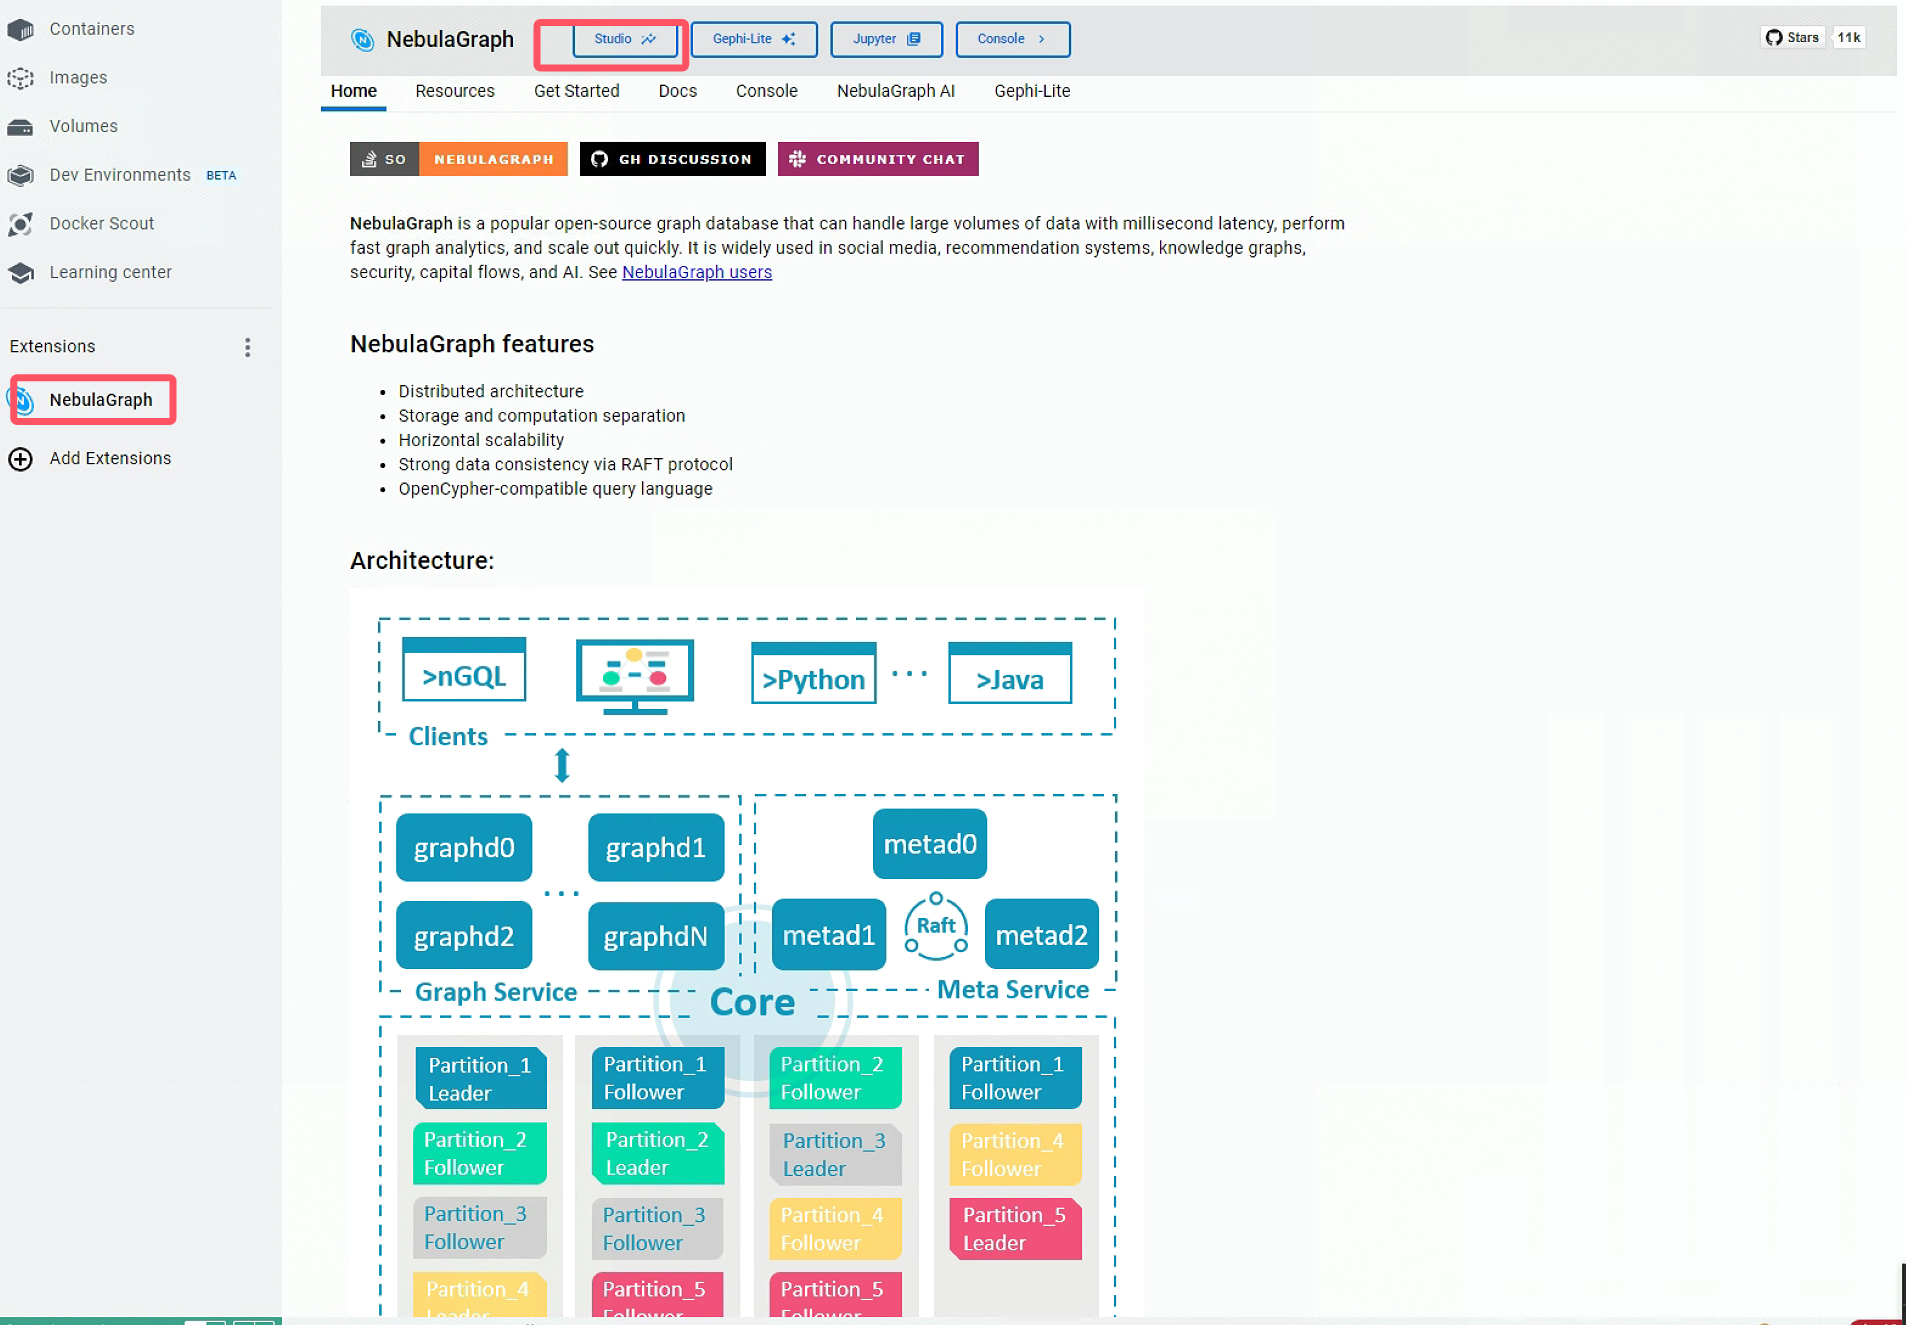 Containers
Images
Volumes
Dev Environments BETA
Docker Scout
Learning center
Extensions
NebulaGraph
Add Extensions
NebulaGraph
Studio
Gephi-Lite
Jupyter
Console
Stars 11k
Home Resources Get Started Docs Console NebulaGraph AI Gephi-Lite
SO NEBULAGRAPH
GH DISCUSSION
COMMUNITY CHAT
NebulaGraph is a popular open-source graph database that can handle large volumes of data with millisecond latency, perform
fast graph analytics, and scale out quickly. It is widely used in social media, recommendation systems, knowledge graphs,
security, capital flows, and AI. See NebulaGraph users
NebulaGraph features
Distributed architecture
Storage and computation separation
Horizontal scalability
Strong data consistency via RAFT protocol
OpenCypher-compatible query language
Architecture:
>nGQL
>Python
...
>Java
Clients
graphd0
graphd1
...
graphd2
graphdN
Graph Service
metad0
metad1
Raft
metad2
Meta Service
Core
Partition_1
Leader
Partition_1
Follower
Partition_2
Follower
Partition_1
Follower
Partition_2
Follower
Partition_2
Leader
Partition_3
Leader
Partition_4
Follower
Partition_3
Follower
Partition_3
Follower
Partition_4
Follower
Partition_5
Leader
Partition_4
Leader
Partition_5
Follower
Partition_5
Follower